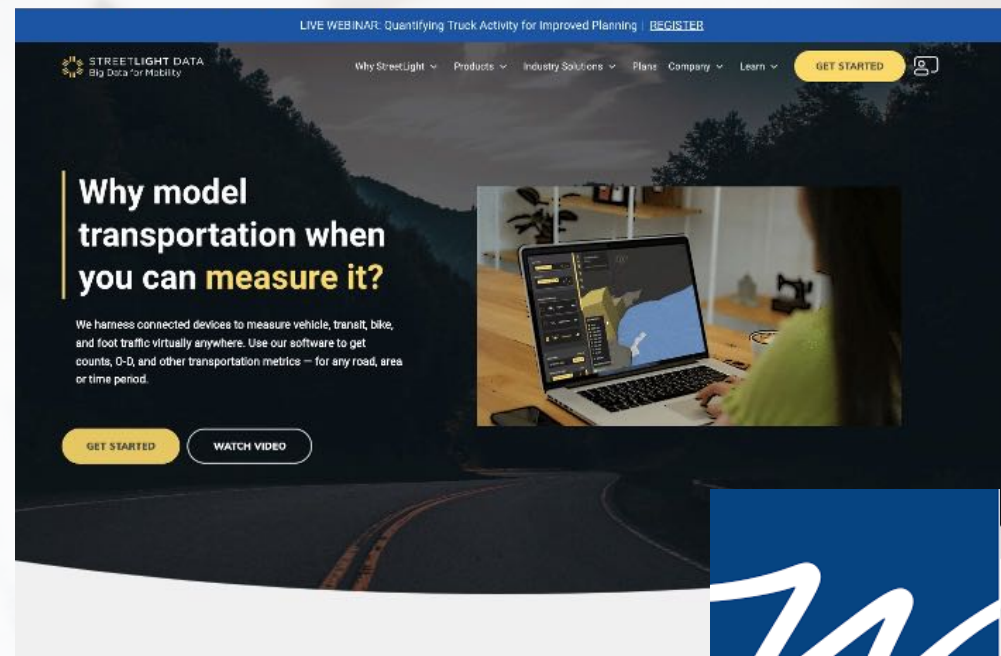 LIVE WEBINAR: Quantifying Truck Activity for Improved Planning | REGISTER
STREETLIGHT DATA
Big Data for Mobility
Why StreetLight
Products
Industry Solutions
Plans
Company
Learn
GET STARTED
Why model
transportation when
you can measure it?
We harness connected devices to measure vehicle, transit, bike,
and foot traffic virtually anywhere. Use our software to get
counts, O-D, and other transportation metrics — for any road, area
or time period.
GET STARTED
WATCH VIDEO